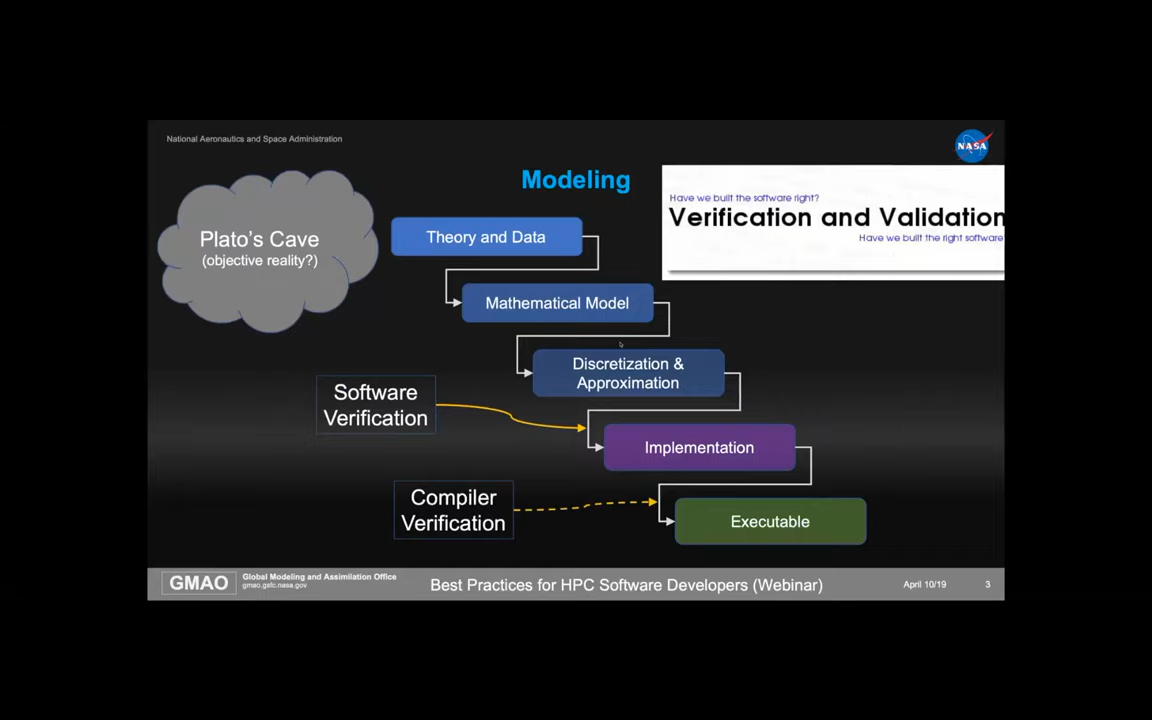 National Aeronautics and Space Administration
NASA
Modeling
Have we built the software right?
Verification and Validation
Have we built the right software
Plato's Cave
(objective reality?)
Theory and Data
Mathematical Model
Discretization &
Approximation
Software
Verification
Implementation
Compiler
Verification
Executable
GMAO
Global Modeling and Assimilation Office
gmao.gsfc.nasa.gov
Best Practices for HPC Software Developers (Webinar)
April 10/19
3